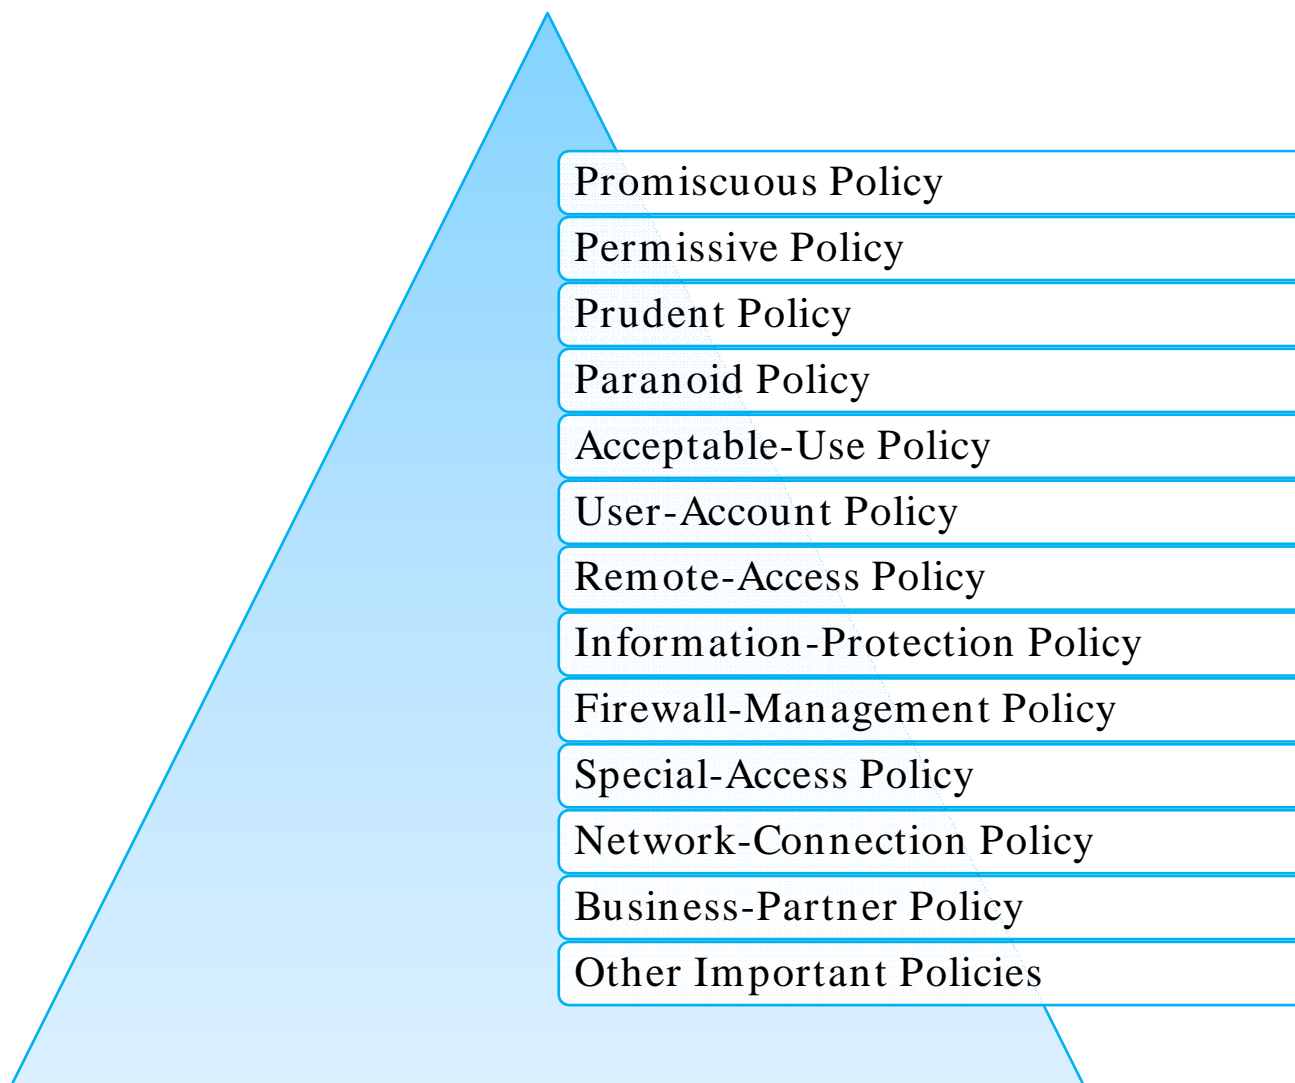 Promiscuous Policy
Permissive Policy
Prudent Policy
Paranoid Policy
Acceptable-Use Policy
User-Account Policy
Remote-Access Policy
Information-Protection Policy
Firewall-Management Policy
Special-Access Policy
Network-Connection Policy
Business-Partner Policy
Other Important Policies